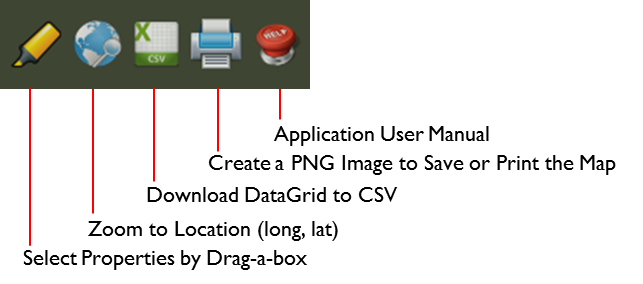 X
CSV
HELP
Application User Manual
Create a PNG Image to Save or Print the Map
Download DataGrid to CSV
Zoom to Location (long, lat)
Select Properties by Drag-a-box